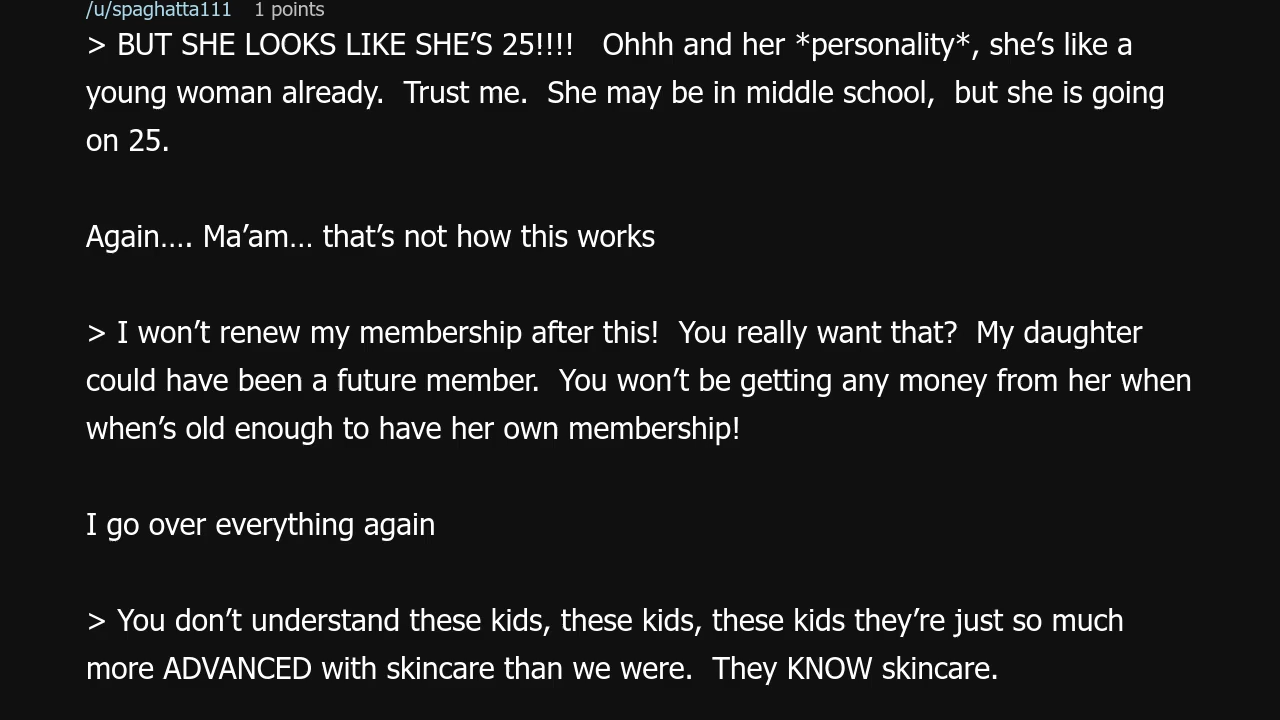 /u/spaghatta111 1 points
> BUT SHE LOOKS LIKE SHE’S 25!!!! Ohhh and her *personality*, she’s like a
young woman already. Trust me. She may be in middle school, but she is going
on 25.
Again…. Ma’am… that’s not how this works
> I won’t renew my membership after this! You really want that? My daughter
could have been a future member. You won’t be getting any money from her when
when’s old enough to have her own membership!
I go over everything again
> You don’t understand these kids, these kids, these kids they’re just so much
more ADVANCED with skincare than we were. They KNOW skincare.